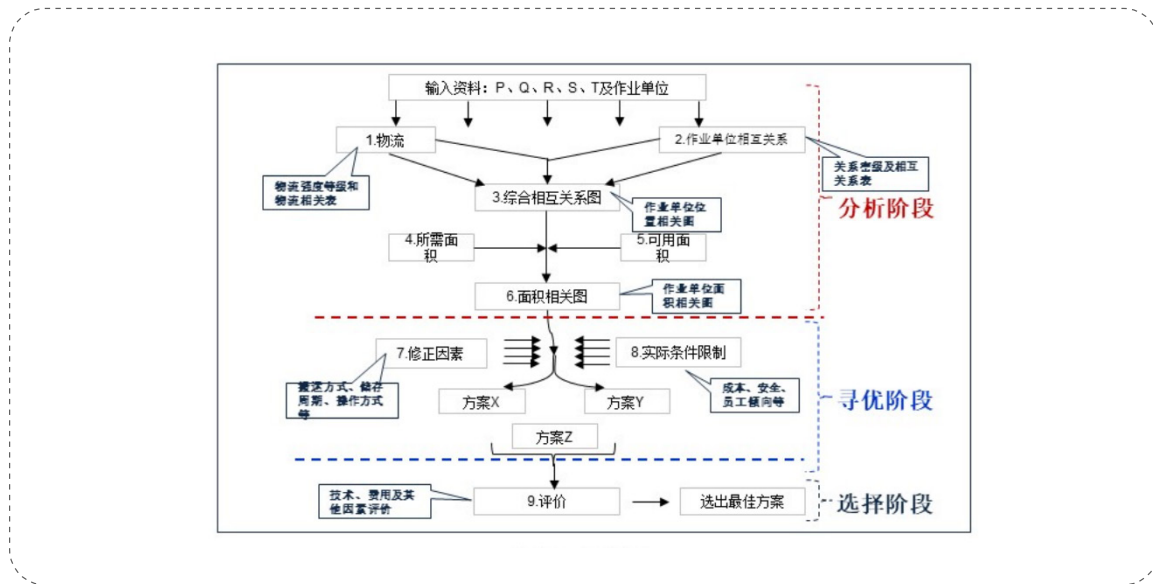 输入资料：P、Q、R、S、T及作业单位
1.物流
2.作业单位相互关系
物流强度等级和
物流相关表
关系密级及相互
关系表
3.综合相互关系图
作业单位位
置相关图
分析阶段
4.所需面
积
5.可用面
积
6.面积相关图
作业单位面
积相关图
7.修正因素
8.实际条件限制
搬运方式、储存
周期、操作方式
等
成本、安全、
员工倾向等
方案X
方案Y
寻优阶段
方案Z
技术、费用及其
他因素评价
9.评价
选出最佳方案
选择阶段